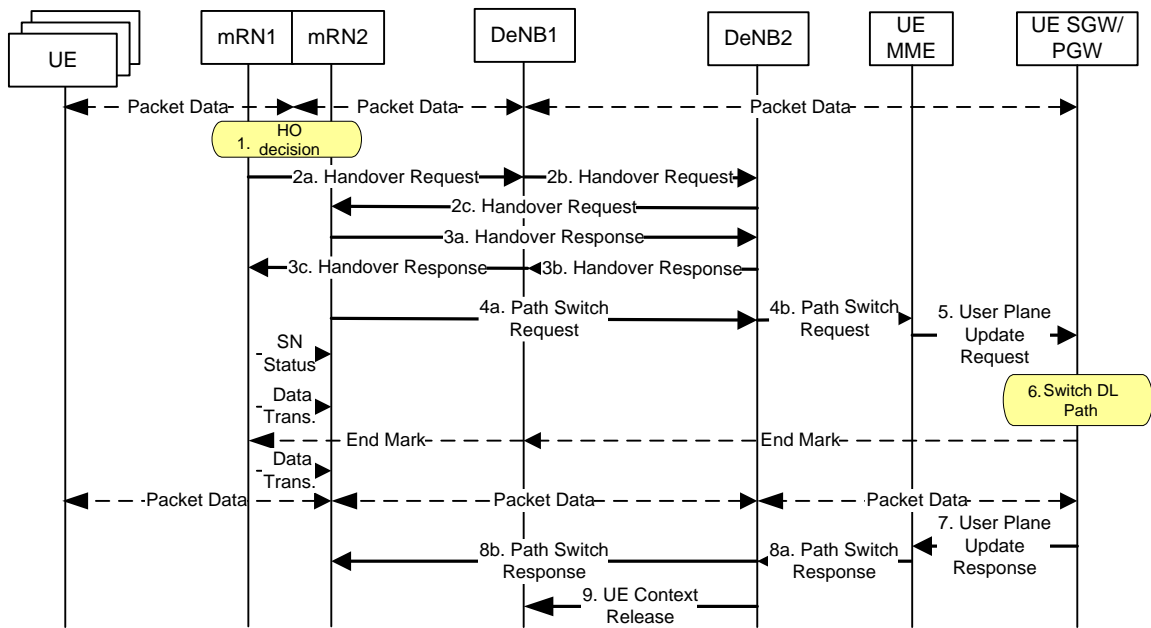 UE
mRN1
mRN2
DeNB1
DeNB2
UE
MME
UE SGW/
PGW
Packet Data
Packet Data
Packet Data
1.
HO
decision
2a. Handover Request
2b. Handover Request
2c. Handover Request
3a. Handover Response
3c. Handover Response
3b. Handover Response
4a. Path Switch
Request
4b. Path Switch
Request
5. User Plane
Update
Request
SN
Status
6. Switch DL
Path
Data
Trans.
End Mark
End Mark
Data
Trans.
Packet Data
Packet Data
Packet Data
7. User Plane
Update
Response
8b. Path Switch
Response
8a. Path Switch
Response
9. UE Context
Release